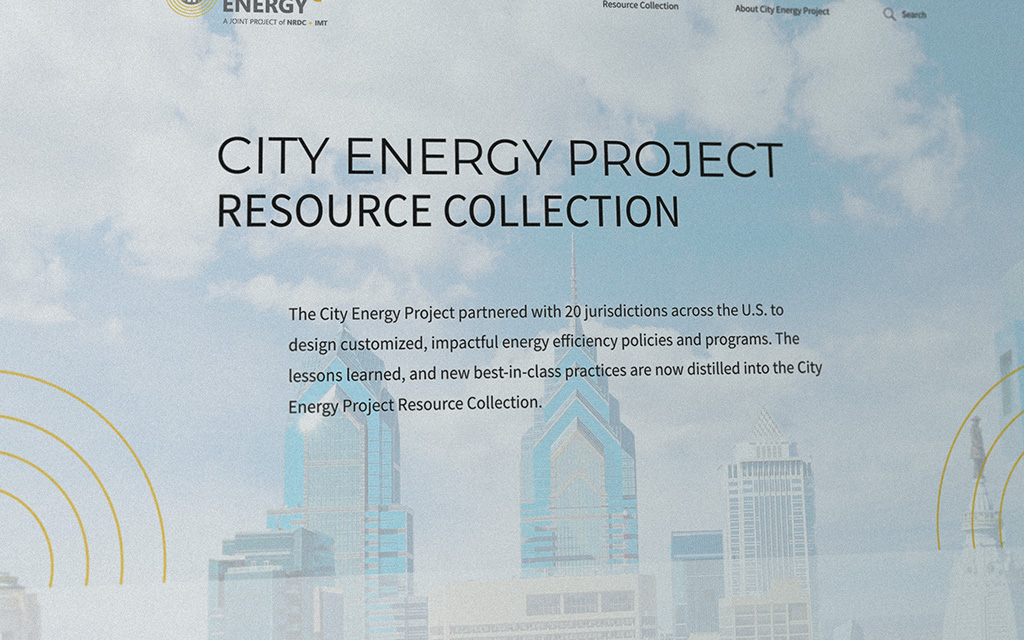 ENERGY
A JOINT PROJECT of NRDC + IMT
Resource Collection
About City Energy Project
Search
CITY ENERGY PROJECT
RESOURCE COLLECTION
The City Energy Project partnered with 20 jurisdictions across the U.S. to
design customized, impactful energy efficiency policies and programs. The
lessons learned, and new best-in-class practices are now distilled into the City
Energy Project Resource Collection.